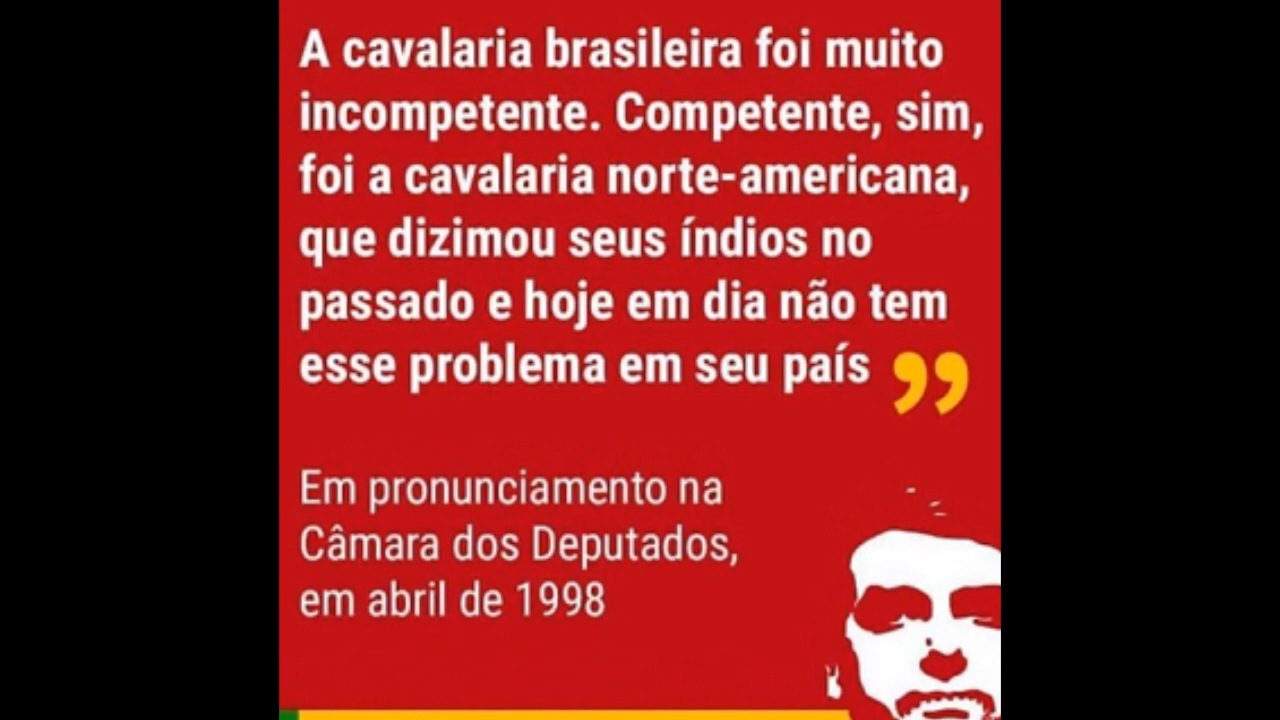 A cavalaria brasileira foi muito
incompetente. Competente, sim,
foi a cavalaria norte-americana,
que dizimou seus índios no
passado e hoje em dia não tem
esse problema em seu país ”
Em pronunciamento na
Câmara dos Deputados,
em abril de 1998